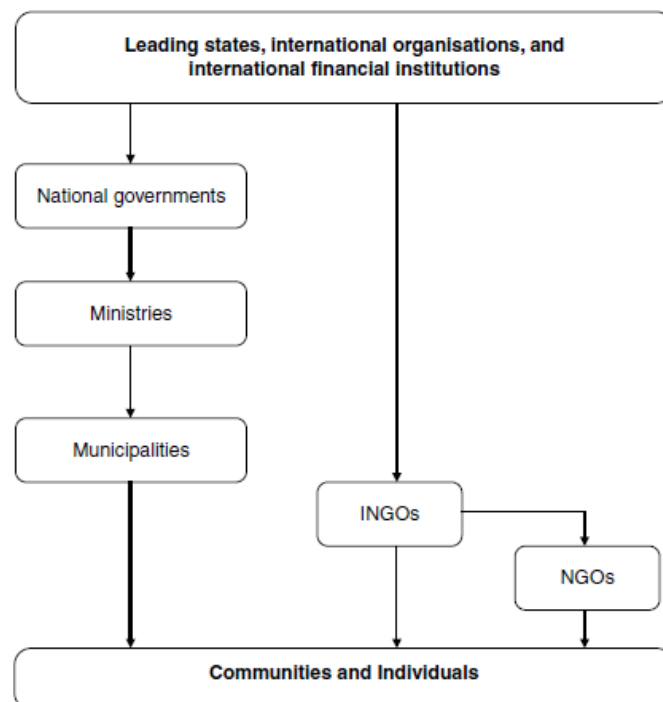 Leading states, international organisations, and
international financial institutions
National governments
Ministries
Municipalities
INGOs
NGOs
Communities and Individuals